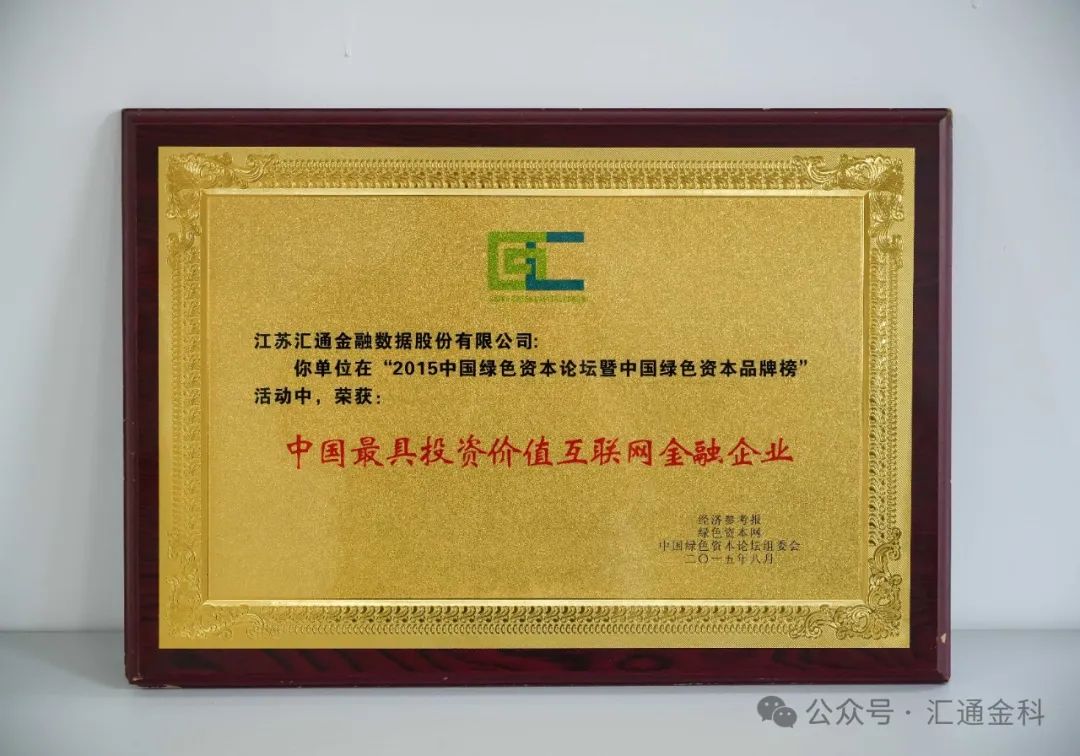 江苏汇通金融数据股份有限公司:
你单位在“2015中国绿色资本论坛暨中国绿色资本品牌榜”
活动中，荣获：
中国最具投资价值互联网金融企业
经济参考报
绿色资本网
中国绿色资本论坛组委会
二〇一五年八月
公众号·汇通金科